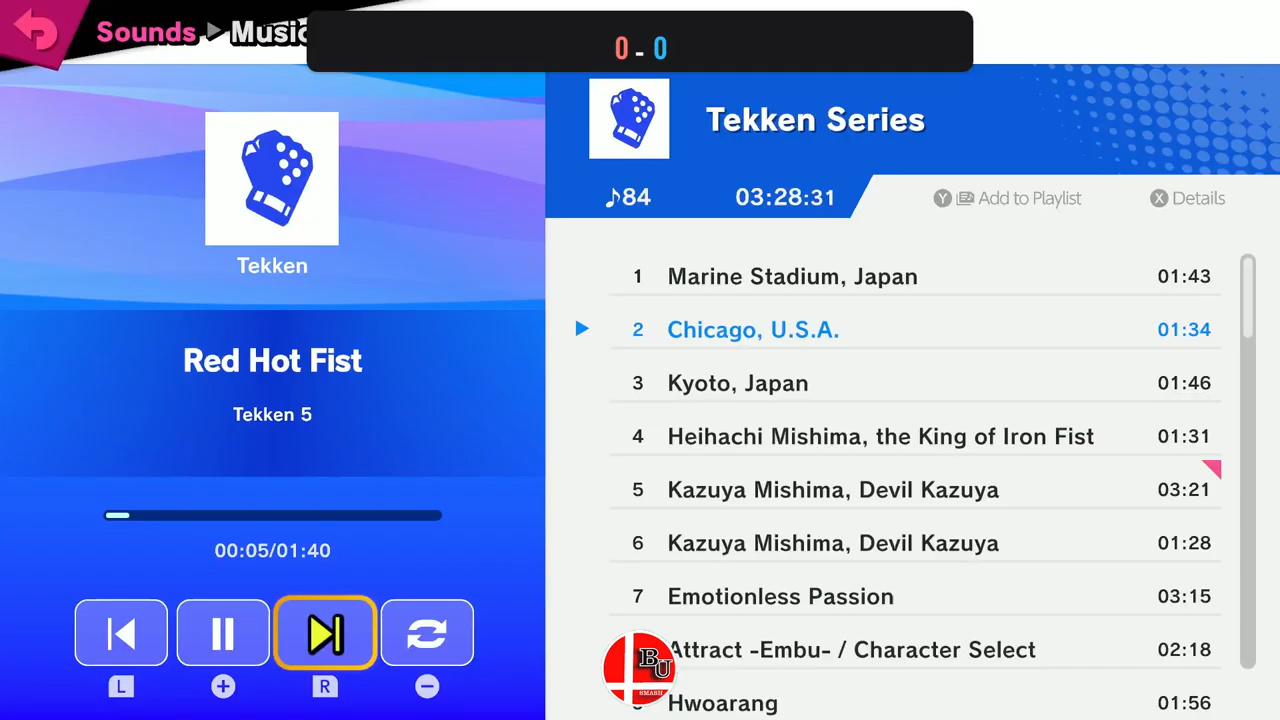 Sounds ▶ Music
0 - 0
Tekken
Red Hot Fist
Tekken 5
00:05/01:40
L
+
R
−
Tekken Series
♪84 03:28:31
Y Add to Playlist
X Details
1 Marine Stadium, Japan 01:43
2 Chicago, U.S.A. 01:34
3 Kyoto, Japan 01:46
4 Heihachi Mishima, the King of Iron Fist 01:31
5 Kazuya Mishima, Devil Kazuya 03:21
6 Kazuya Mishima, Devil Kazuya 01:28
7 Emotionless Passion 03:15
Attract -Embu- / Character Select 02:18
Hwoarang 01:56
BU
SMASH